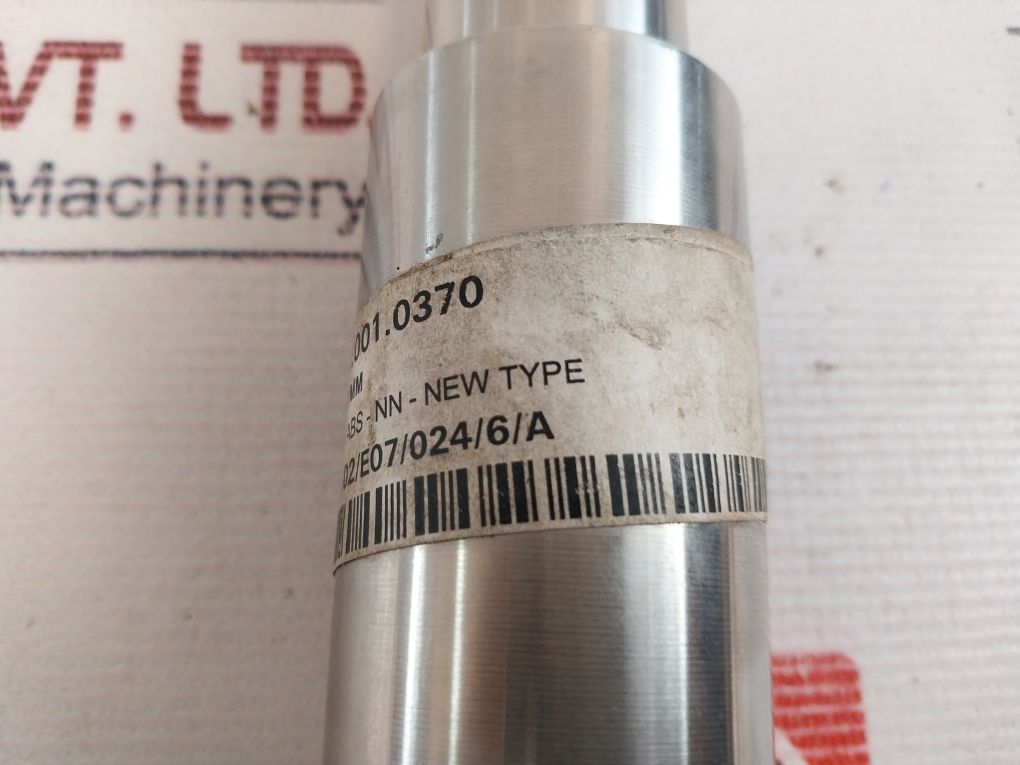 VT. LTD.
Machinery
.001.0370
MM
ABS - NN - NEW TYPE
02/E07/024/6/A